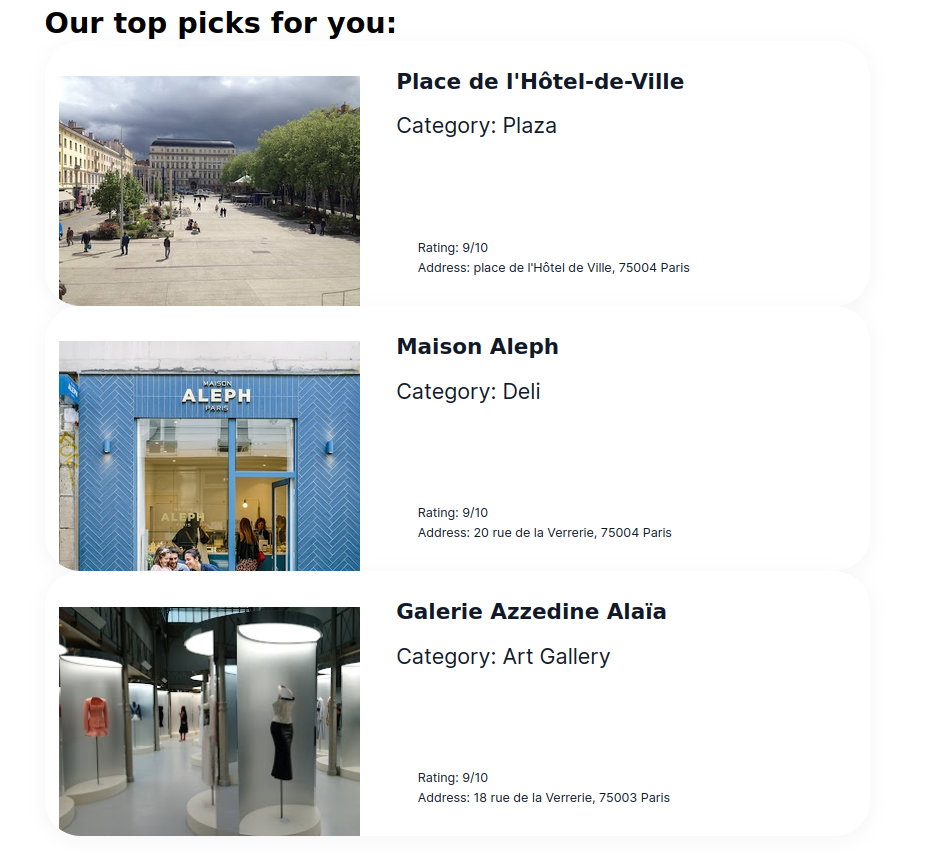 Our top picks for you:
Place de l'Hôtel-de-Ville
Category: Plaza
Rating: 9/10
Address: place de l'Hôtel de Ville, 75004 Paris
MAISON
ALEPH
PARIS
ALEPH
Maison Aleph
Category: Deli
Rating: 9/10
Address: 20 rue de la Verrerie, 75004 Paris
Galerie Azzedine Alaïa
Category: Art Gallery
Rating: 9/10
Address: 18 rue de la Verrerie, 75003 Paris